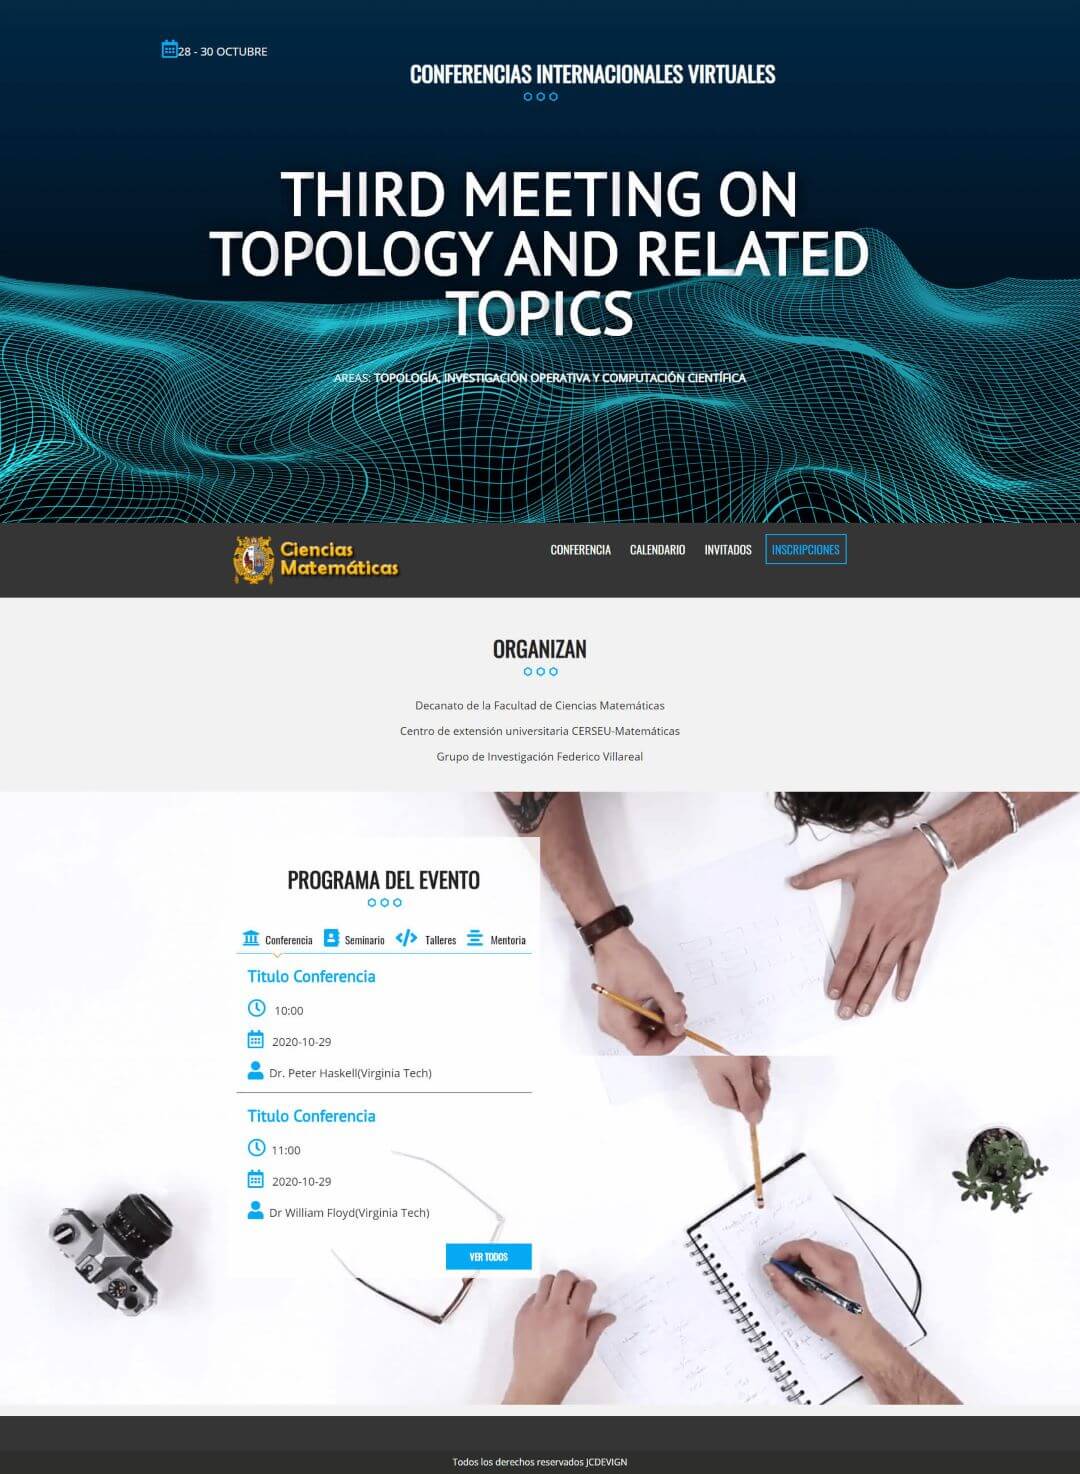 28 - 30 OCTUBRE
CONFERENCIAS INTERNACIONALES VIRTUALES
THIRD MEETING ON
TOPOLOGY AND RELATED
TOPICS
AREAS: TOPOLOGÍA, INVESTIGACIÓN OPERATIVA Y COMPUTACIÓN CIENTÍFICA
Ciencias
Matemáticas
CONFERENCIA CALENDARIO INVITADOS INSCRIPCIONES
ORGANIZAN
Decanato de la Facultad de Ciencias Matemáticas
Centro de extensión universitaria CERSEU-Matemáticas
Grupo de Investigación Federico Villareal
PROGRAMA DEL EVENTO
Conferencia Seminario Talleres Mentoria
Titulo Conferencia
10:00
2020-10-29
Dr. Peter Haskell(Virginia Tech)
Titulo Conferencia
11:00
2020-10-29
Dr William Floyd(Virginia Tech)
VER TODOS
Todos los derechos reservados JCDEVIGN